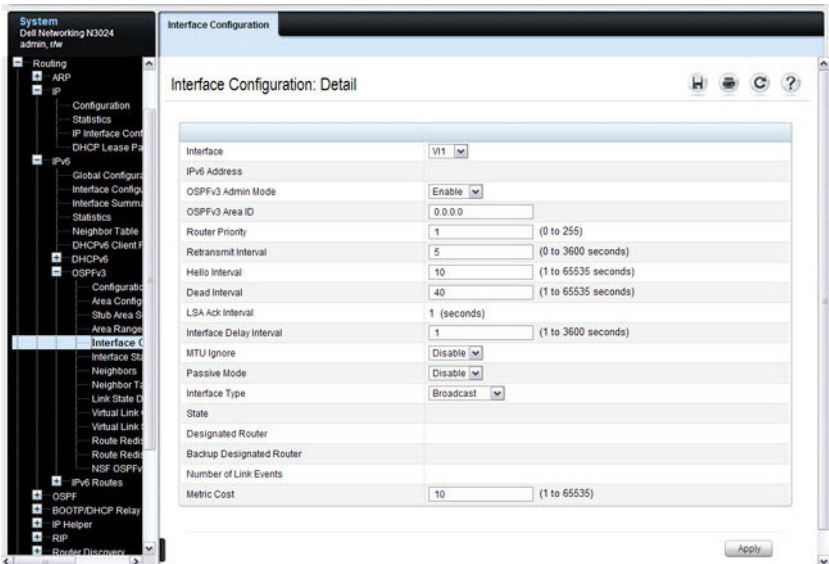 System
Dell Networking N3024
admin, r/w
Routing
ARP
IP
Configuration
Statistics
IP Interface Conf
DHCP Lease Pa
IPv6
Global Configura
Interface Configu
Interface Summa
Statistics
Neighbor Table
DHCPv6 Client P
DHCPv6
OSPFv3
Configuratic
Area Config
Stub Area S
Area Range
Interface C
Interface Sta
Neighbors
Neighbor Ta
Link State D
Virtual Link
Virtual Link
Route Redis
Route Redis
NSF OSPFv
IPv6 Routes
OSPF
BOOTP/DHCP Relay
IP Helper
RIP
Router Discovery
Interface Configuration
Interface Configuration: Detail
Interface Vl1
IPv6 Address
OSPFv3 Admin Mode Enable
OSPFv3 Area ID 0.0.0.0
Router Priority 1 (0 to 255)
Retransmit Interval 5 (0 to 3600 seconds)
Hello Interval 10 (1 to 65535 seconds)
Dead Interval 40 (1 to 65535 seconds)
LSA Ack Interval 1 (seconds)
Interface Delay Interval 1 (1 to 3600 seconds)
MTU Ignore Disable
Passive Mode Disable
Interface Type Broadcast
State
Designated Router
Backup Designated Router
Number of Link Events
Metric Cost 10 (1 to 65535)
Apply